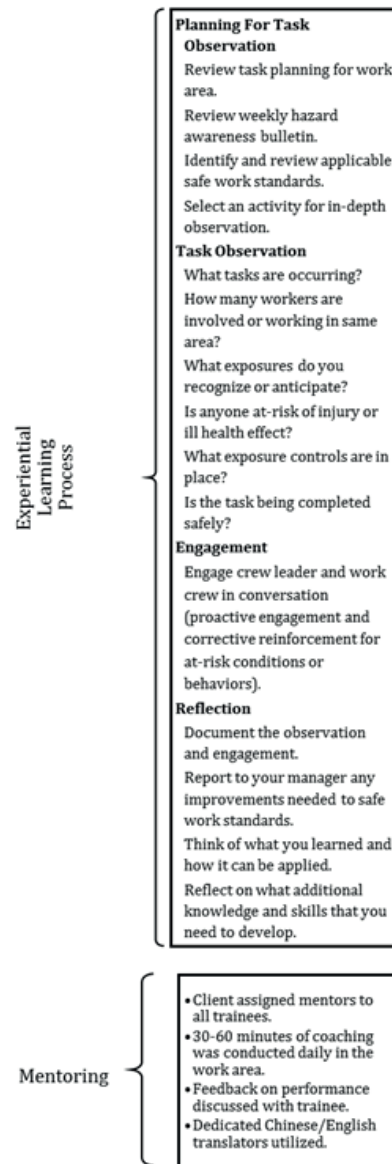 Experiential
Learning
Process
Planning For Task
Observation
Review task planning for work
area.
Review weekly hazard
awareness bulletin.
Identify and review applicable
safe work standards.
Select an activity for in-depth
observation.
Task Observation
What tasks are occurring?
How many workers are
involved or working in same
area?
What exposures do you
recognize or anticipate?
Is anyone at-risk of injury or
ill health effect?
What exposure controls are in
place?
Is the task being completed
safely?
Engagement
Engage crew leader and work
crew in conversation
(proactive engagement and
corrective reinforcement for
at-risk conditions or
behaviors).
Reflection
Document the observation
and engagement.
Report to your manager any
improvements needed to safe
work standards.
Think of what you learned and
how it can be applied.
Reflect on what additional
knowledge and skills that you
need to develop.
Mentoring
•Client assigned mentors to
all trainees.
•30-60 minutes of coaching
was conducted daily in the
work area.
•Feedback on performance
discussed with trainee.
•Dedicated Chinese/English
translators utilized.